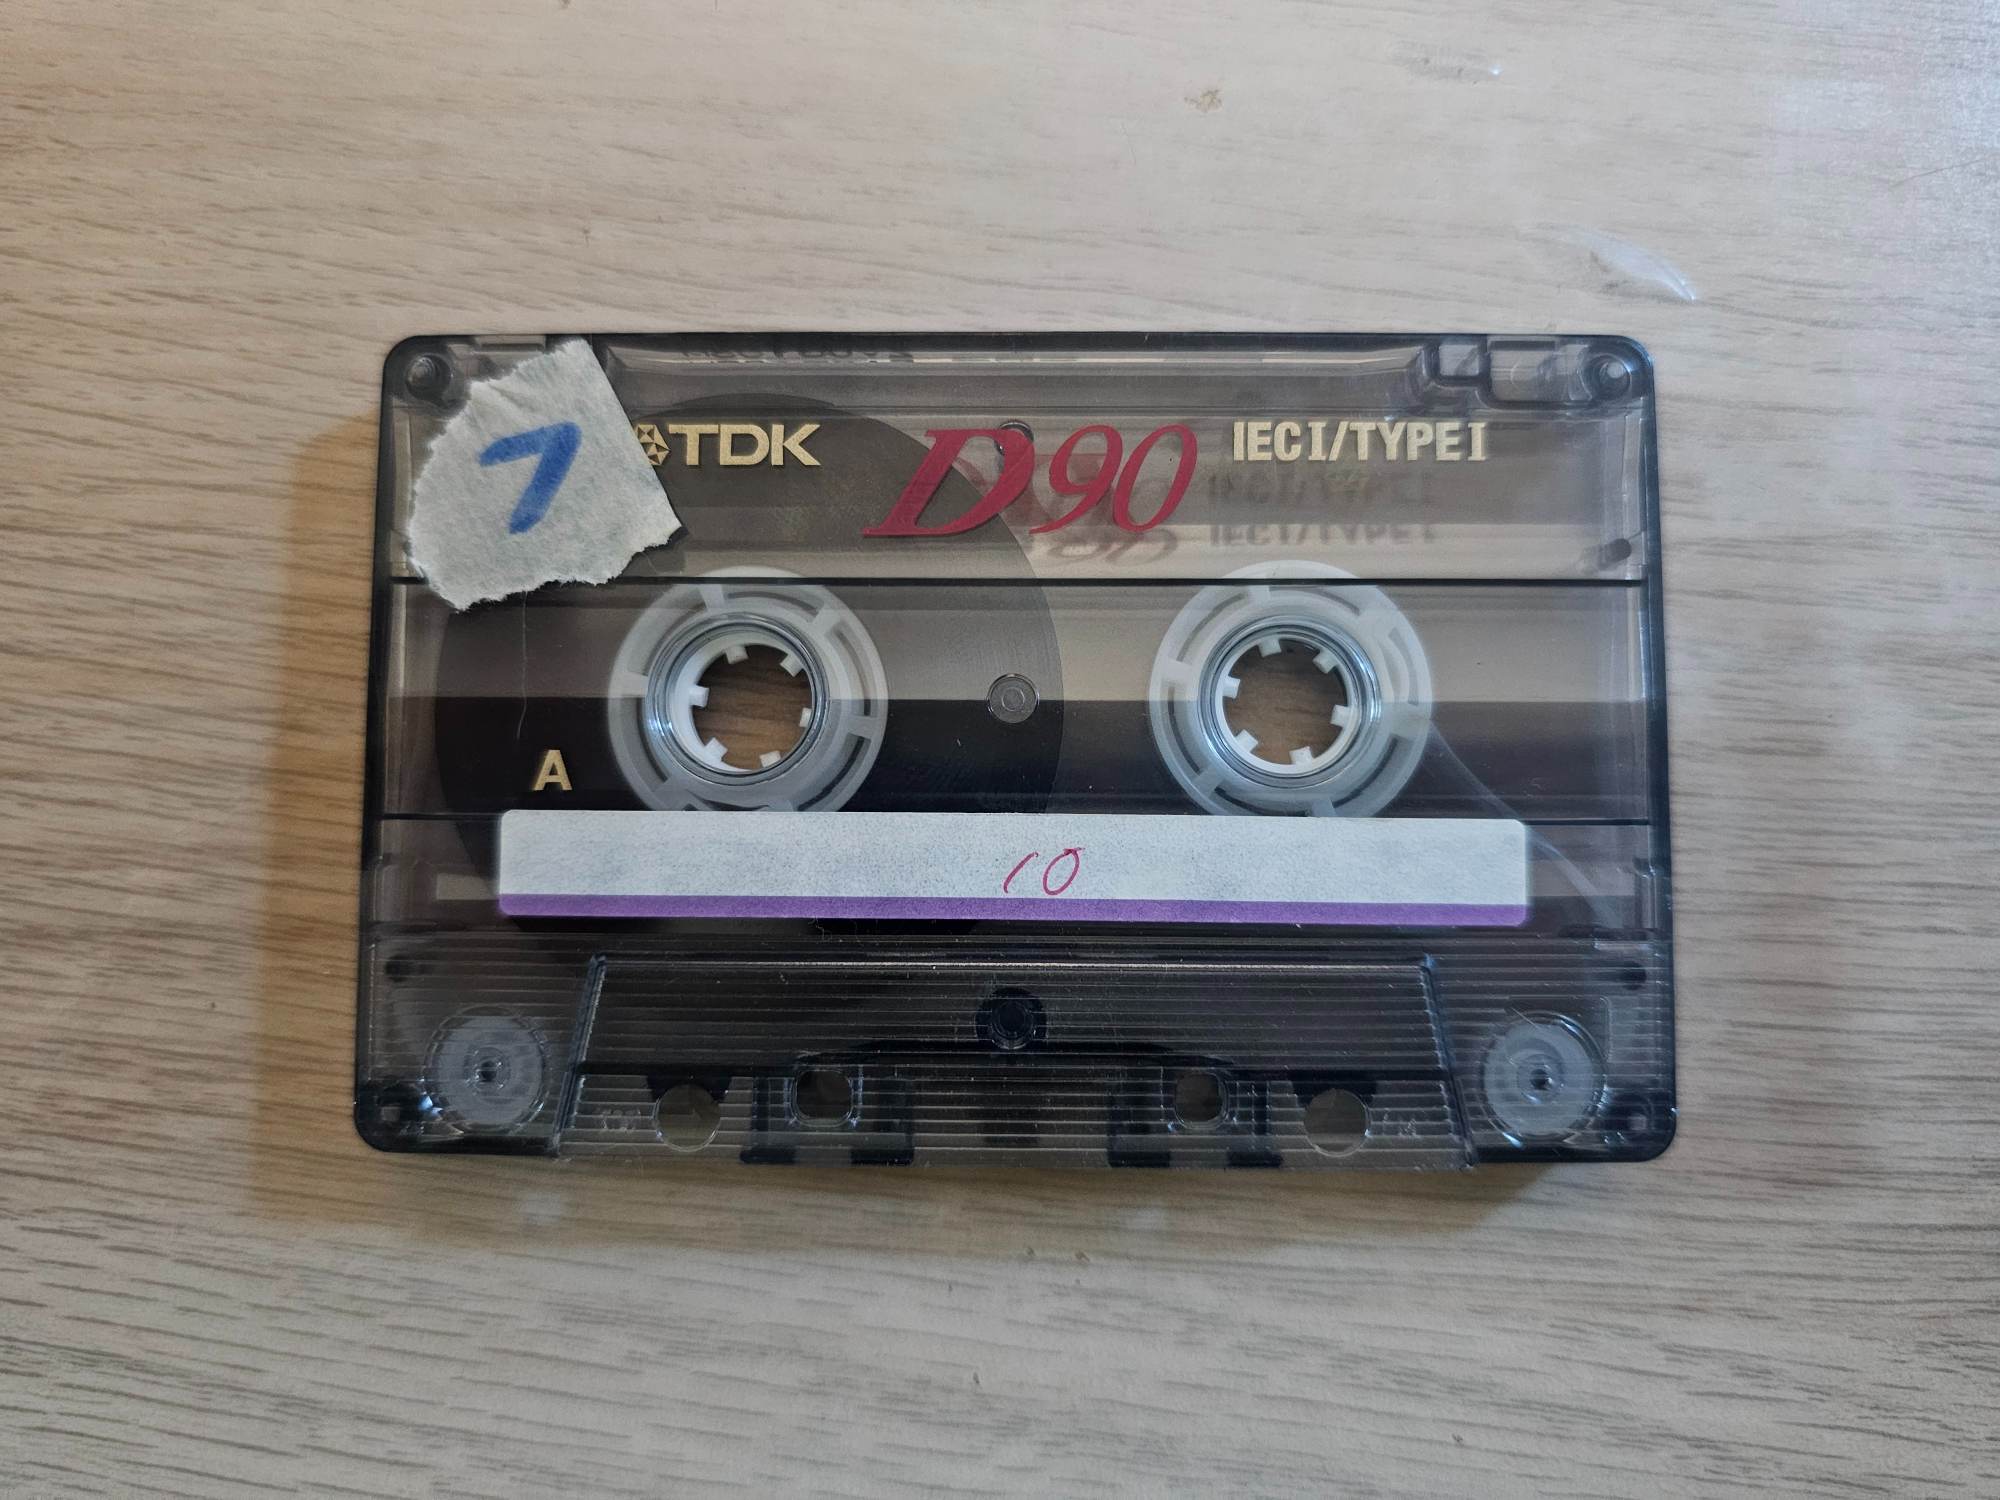 7
TDK D90 IEC I/TYPE I
A
10